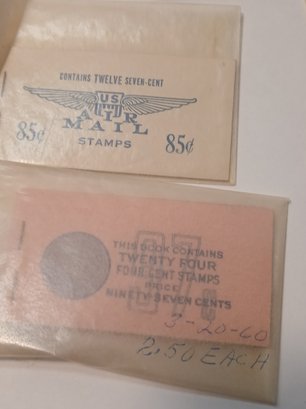 CONTAINS TWELVE SEVEN-CENT
US
AIR
MAIL
85¢ STAMPS 85¢
97¢
THIS BOOK CONTAINS
TWENTY FOUR
FOUR CENT STAMPS
PRICE
NINETY-SEVEN CENTS
3-20-60
2.50 EACH